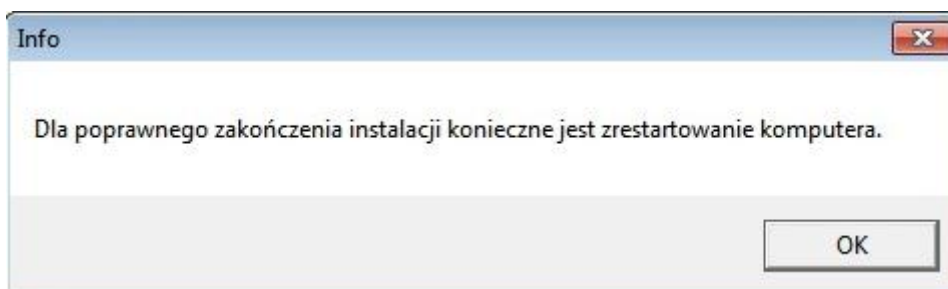 Info
Dla poprawnego zakończenia instalacji konieczne jest zrestartowanie komputera.
OK